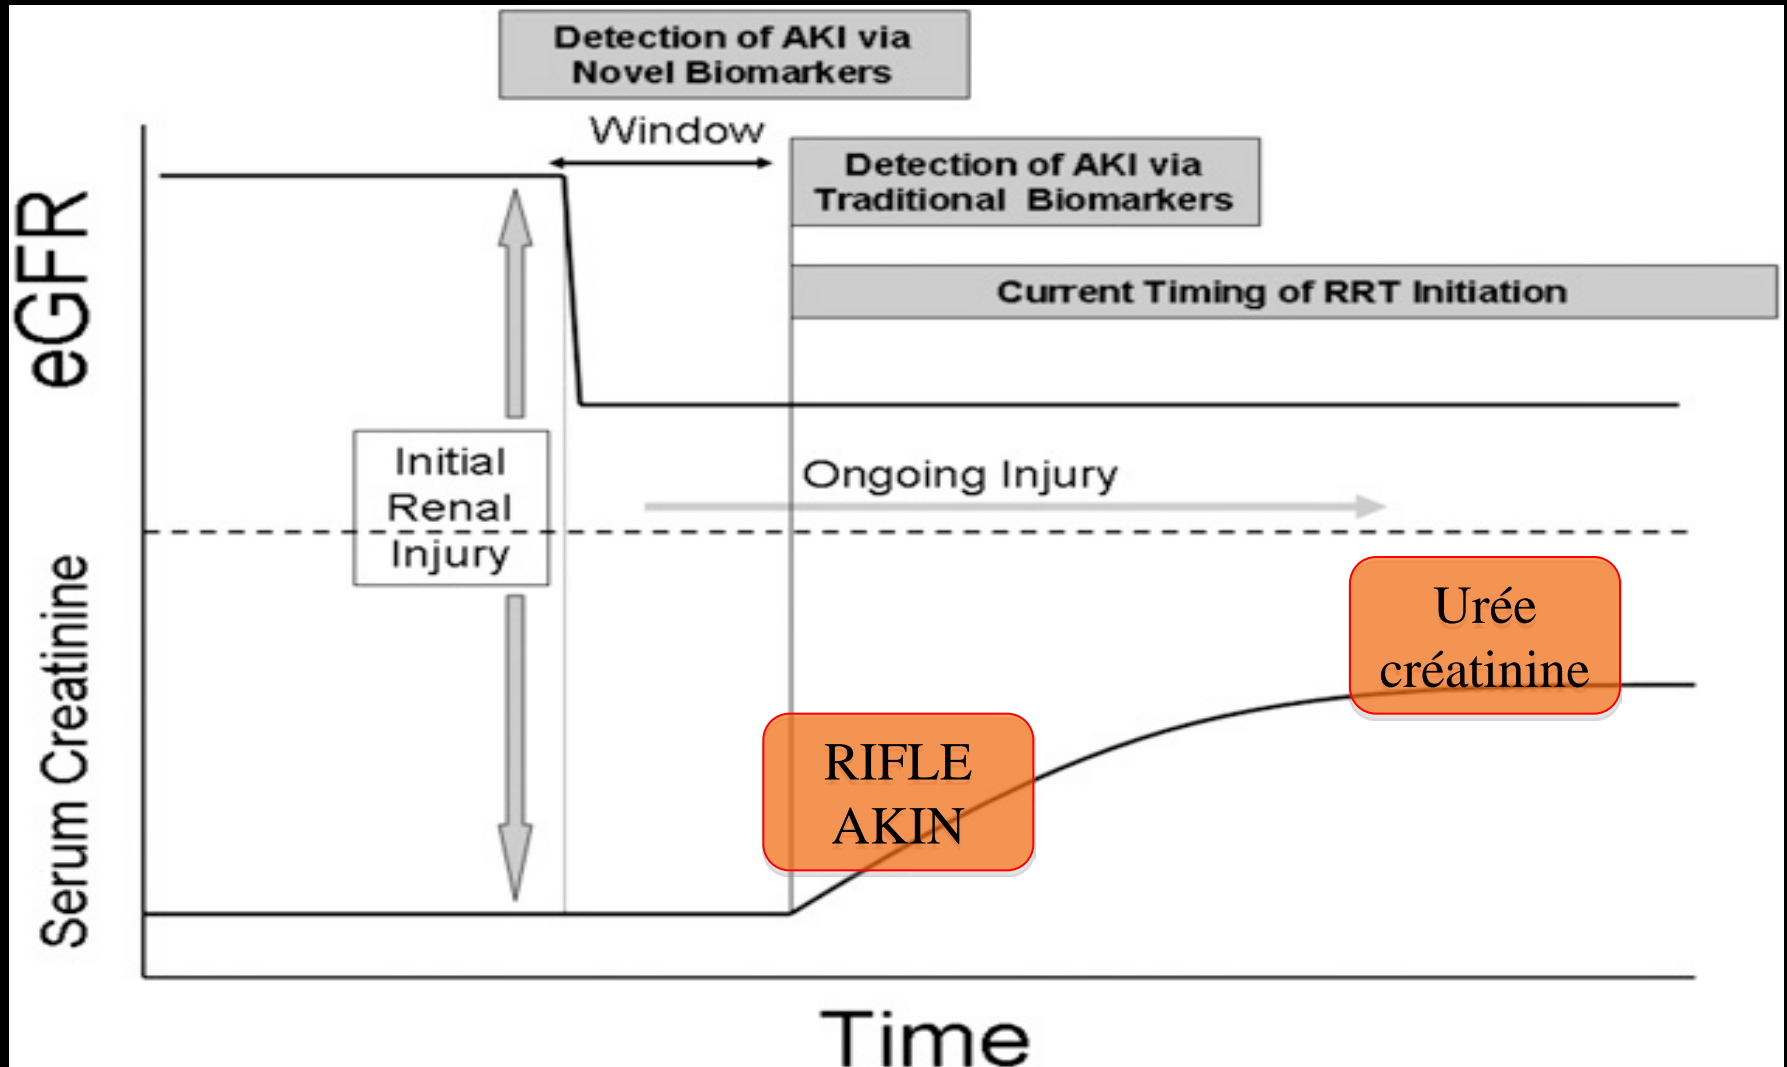 Detection of AKI via
Novel Biomarkers
Window
Detection of AKI via
Traditional Biomarkers
Current Timing of RRT Initiation
eGFR
Initial
Renal
Injury
Ongoing Injury
Serum Creatinine
Urée
créatinine
RIFLE
AKIN
Time